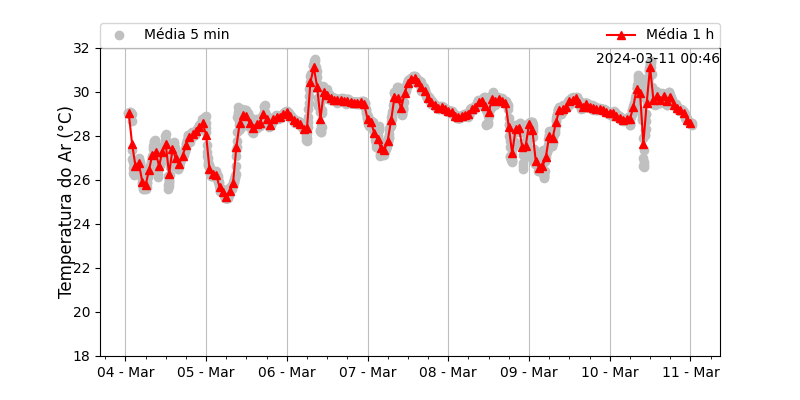 Média 5 min
Média 1 h
2024-03-11 00:46
Temperatura do Ar (°C)
32
30
28
26
24
22
20
18
04 - Mar
05 - Mar
06 - Mar
07 - Mar
08 - Mar
09 - Mar
10 - Mar
11 - Mar